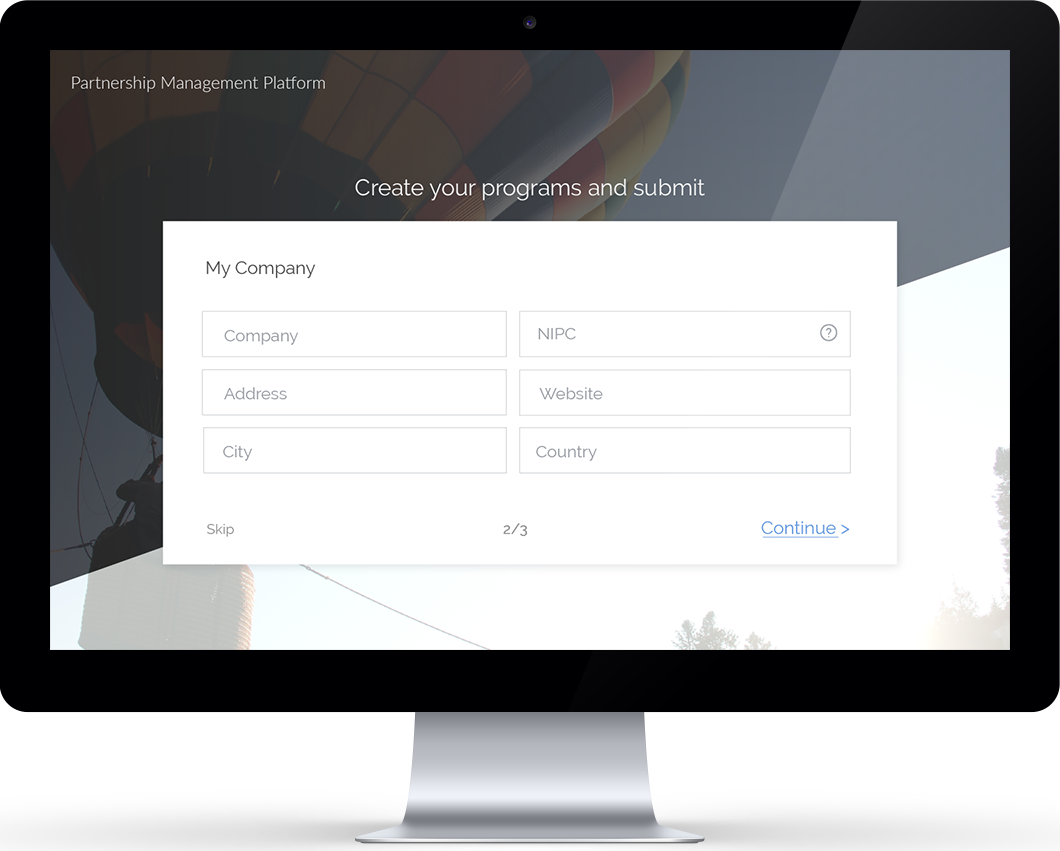 Partnership Management Platform
Create your programs and submit
My Company
Company
NIPC ?
Address
Website
City
Country
Skip
2/3
Continue >